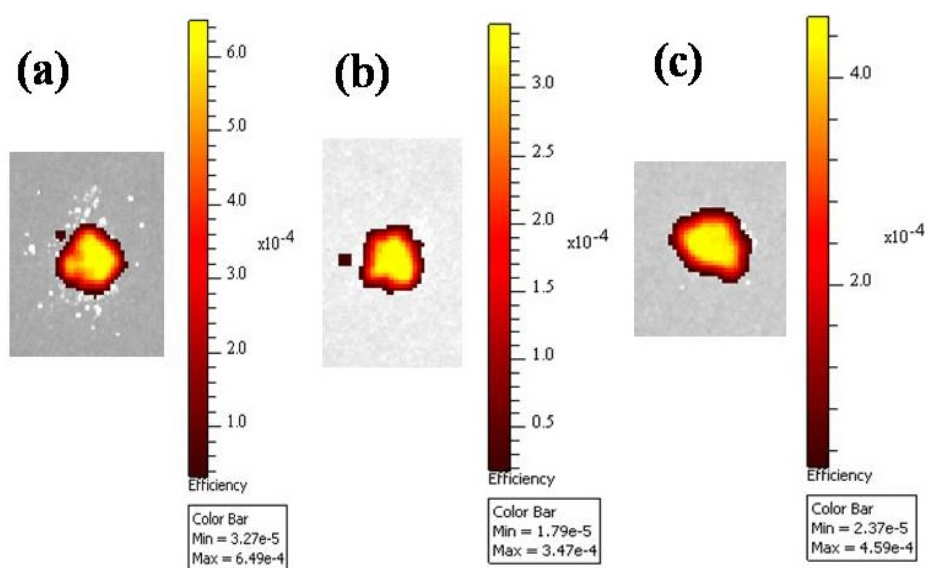 (a)
6.0
5.0
4.0
x10-4
3.0
2.0
1.0
Efficiency
Color Bar
Min = 3.27e-5
Max = 6.49e-4
(b)
3.0
2.5
2.0
x10-4
1.5
1.0
0.5
Efficiency
Color Bar
Min = 1.79e-5
Max = 3.47e-4
(c)
4.0
x10-4
2.0
Efficiency
Color Bar
Min = 2.37e-5
Max = 4.59e-4